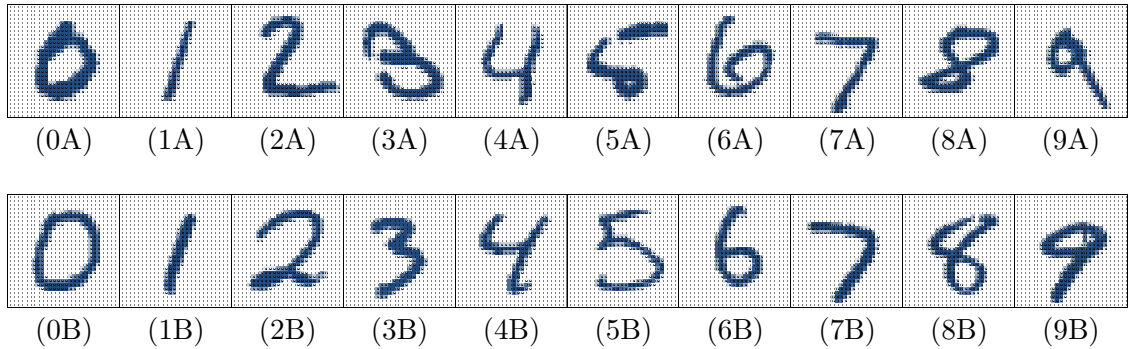 0 1 2 3 4 5 6 7 8 9
(0A) (1A) (2A) (3A) (4A) (5A) (6A) (7A) (8A) (9A)
0 1 2 3 4 5 6 7 8 9
(0B) (1B) (2B) (3B) (4B) (5B) (6B) (7B) (8B) (9B)